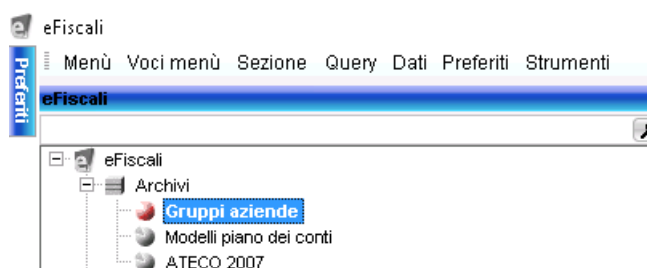 eFiscali
Menù Voci menù Sezione Query Dati Preferiti Strumenti
Preferiti
eFiscali
eFiscali
Archivi
Gruppi aziende
Modelli piano dei conti
ATECO 2007